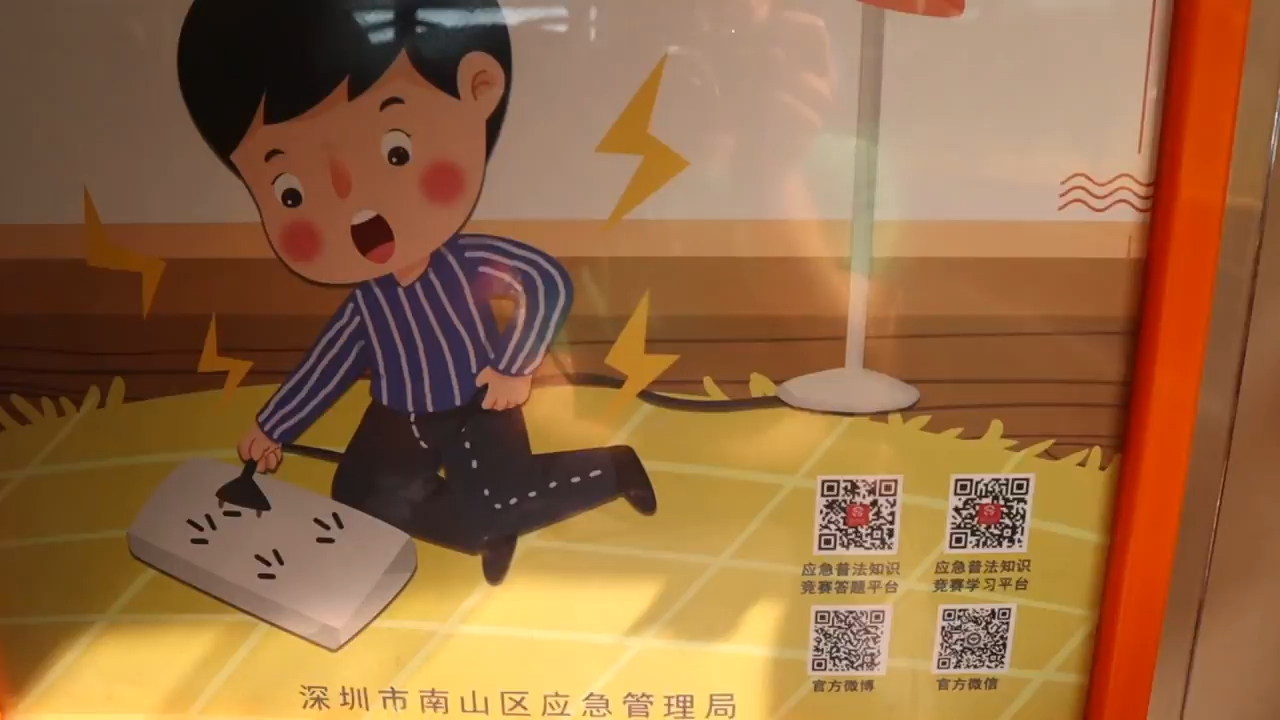 应急普法知识
竞赛答题平台
应急普法知识
竞赛学习平台
官方微博
官方微信
深圳市南山区应急管理局